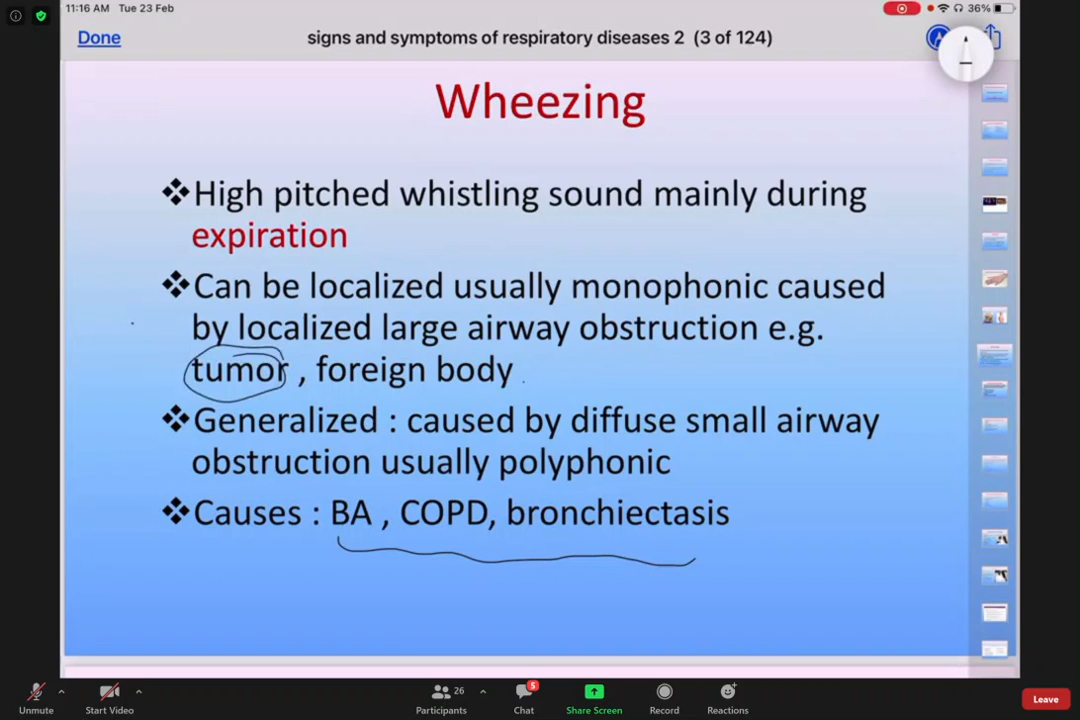 11:16 AM Tue 23 Feb
36%
Done
signs and symptoms of respiratory diseases 2 (3 of 124)
Wheezing
❖High pitched whistling sound mainly during
expiration
❖Can be localized usually monophonic caused
by localized large airway obstruction e.g.
tumor , foreign body
❖Generalized : caused by diffuse small airway
obstruction usually polyphonic
❖Causes : BA , COPD, bronchiectasis
26
5
Unmute
Start Video
Participants
Chat
Share Screen
Record
Reactions
Leave